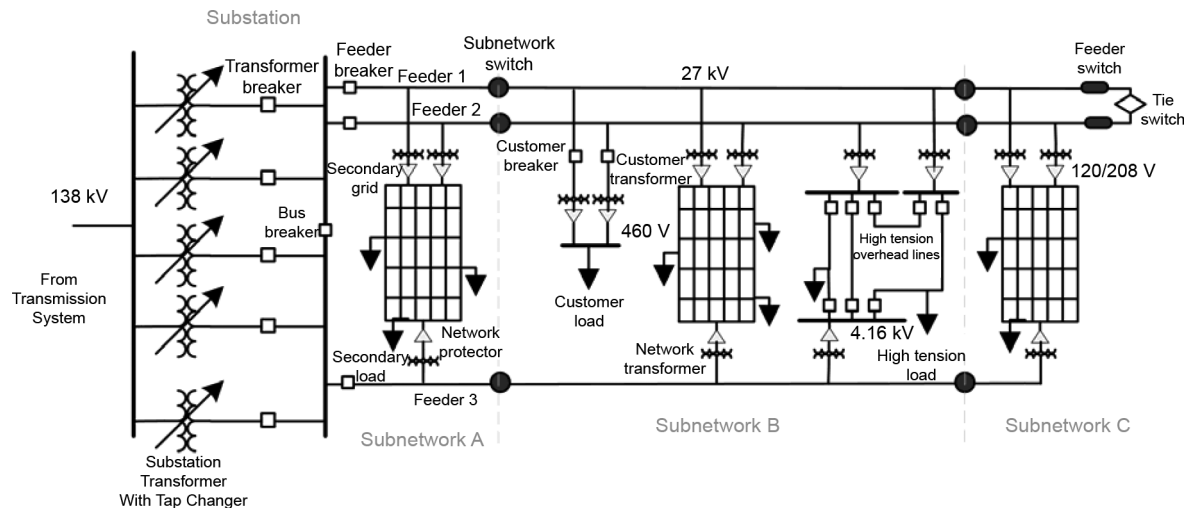 Substation
Transformer
breaker
Feeder
breaker
Feeder 1
Subnetwork
switch
27 kV
Feeder
switch
Tie
switch
Feeder 2
Customer
breaker
Customer
transformer
Secondary
grid
120/208 V
138 kV
Bus
breaker
460 V
High tension
overhead lines
From
Transmission
System
Customer
load
4.16 kV
Network
protector
Secondary
load
Network
transformer
High tension
load
Feeder 3
Subnetwork A
Subnetwork B
Subnetwork C
Substation
Transformer
With Tap Changer